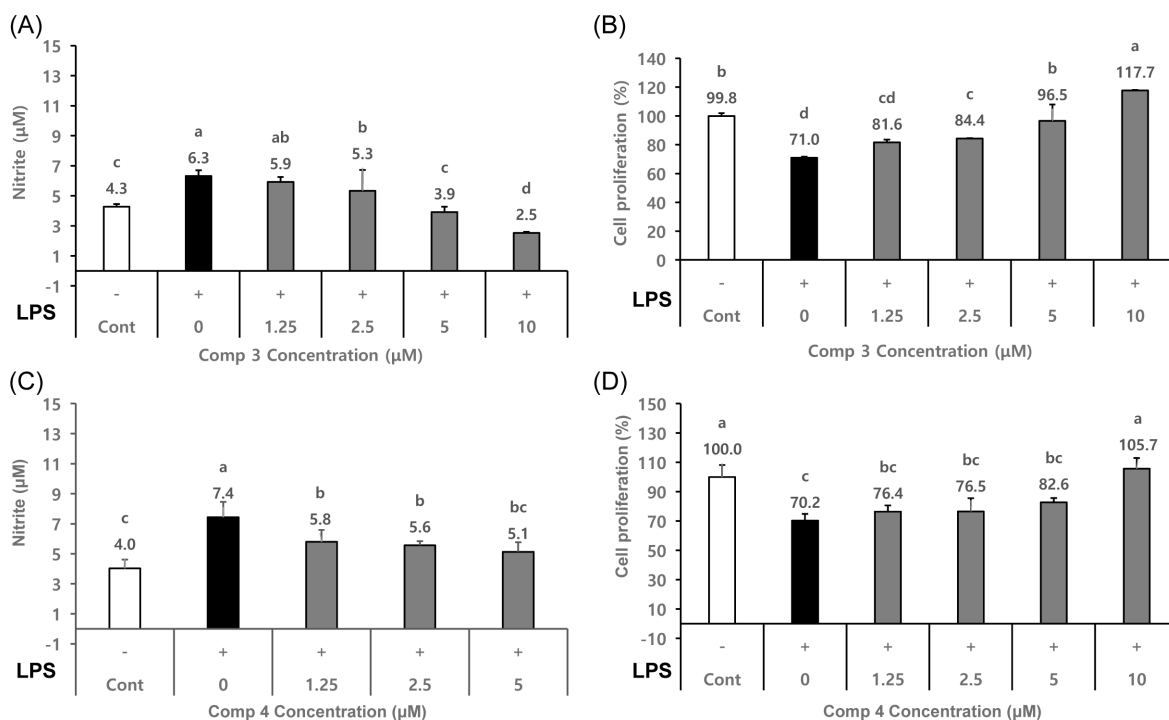 (A)
Nitrite (μM)
15
13
11
9
7
5
3
1
-1
c
4.3
a
6.3
ab
5.9
b
5.3
c
3.9
d
2.5
LPS
- + + + + +
Cont 0 1.25 2.5 5 10
Comp 3 Concentration (μM)
(B)
Cell proliferation (%)
140
120
100
80
60
40
20
0
b
99.8
d
71.0
cd
81.6
c
84.4
b
96.5
a
117.7
LPS
- + + + + +
Cont 0 1.25 2.5 5 10
Comp 3 Concentration (μM)
(C)
Nitrite (μM)
15
13
11
9
7
5
3
1
-1
c
4.0
a
7.4
b
5.8
b
5.6
bc
5.1
LPS
- + + + +
Cont 0 1.25 2.5 5
Comp 4 Concentration (μM)
(D)
Cell proliferation (%)
150
130
110
90
70
50
30
10
-10
a
100.0
c
70.2
bc
76.4
bc
76.5
bc
82.6
a
105.7
LPS
- + + + + +
Cont 0 1.25 2.5 5 10
Comp 4 Concentration (μM)